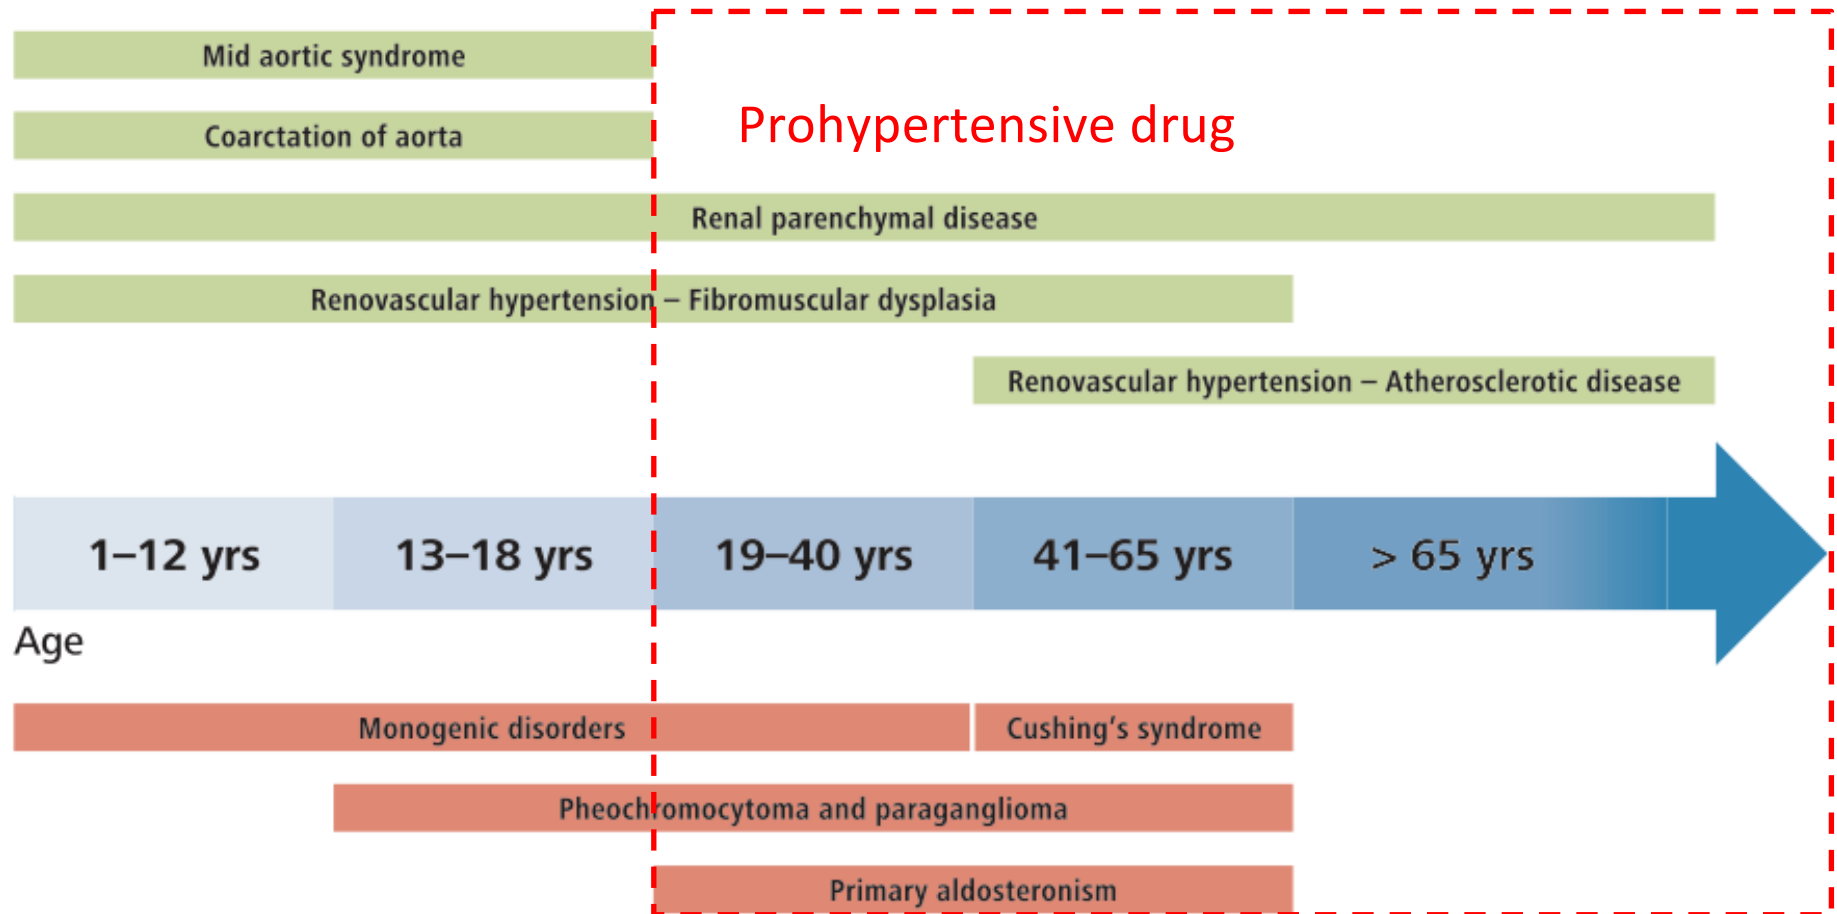 Mid aortic syndrome
Prohypertensive drug
Coarctation of aorta
Renal parenchymal disease
Renovascular hypertension – Fibromuscular dysplasia
Renovascular hypertension – Atherosclerotic disease
1–12 yrs
13–18 yrs
19–40 yrs
41–65 yrs
> 65 yrs
Age
Monogenic disorders
Cushing’s syndrome
Pheochromocytoma and paraganglioma
Primary aldosteronism